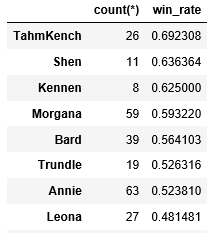 count(*) win_rate
TahmKench 26 0.692308
Shen 11 0.636364
Kennen 8 0.625000
Morgana 59 0.593220
Bard 39 0.564103
Trundle 19 0.526316
Annie 63 0.523810
Leona 27 0.481481